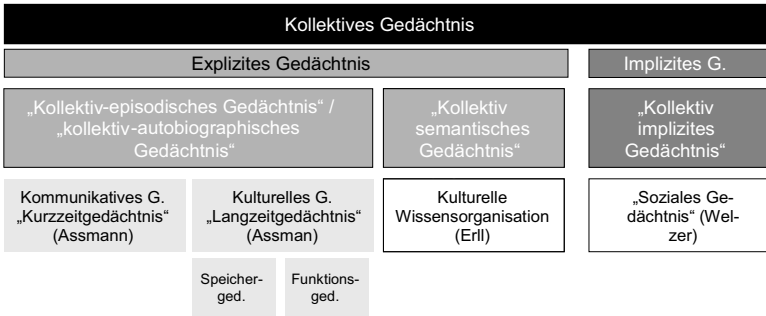 Kollektives Gedächtnis
Explizites Gedächtnis
Implizites G.
„Kollektiv-episodisches Gedächtnis“ /
„kollektiv-autobiographisches
Gedächtnis“
„Kollektiv
semantisches
Gedächtnis“
„Kollektiv
implizites
Gedächtnis“
Kommunikatives G.
„Kurzzeitgedächtnis“
(Assmann)
Kulturelles G.
„Langzeitgedächtnis“
(Assman)
Kulturelle
Wissensorganisation
(Erll)
„Soziales Ge-
dächtnis“ (Wel-
zer)
Speicher-
ged.
Funktions-
ged.